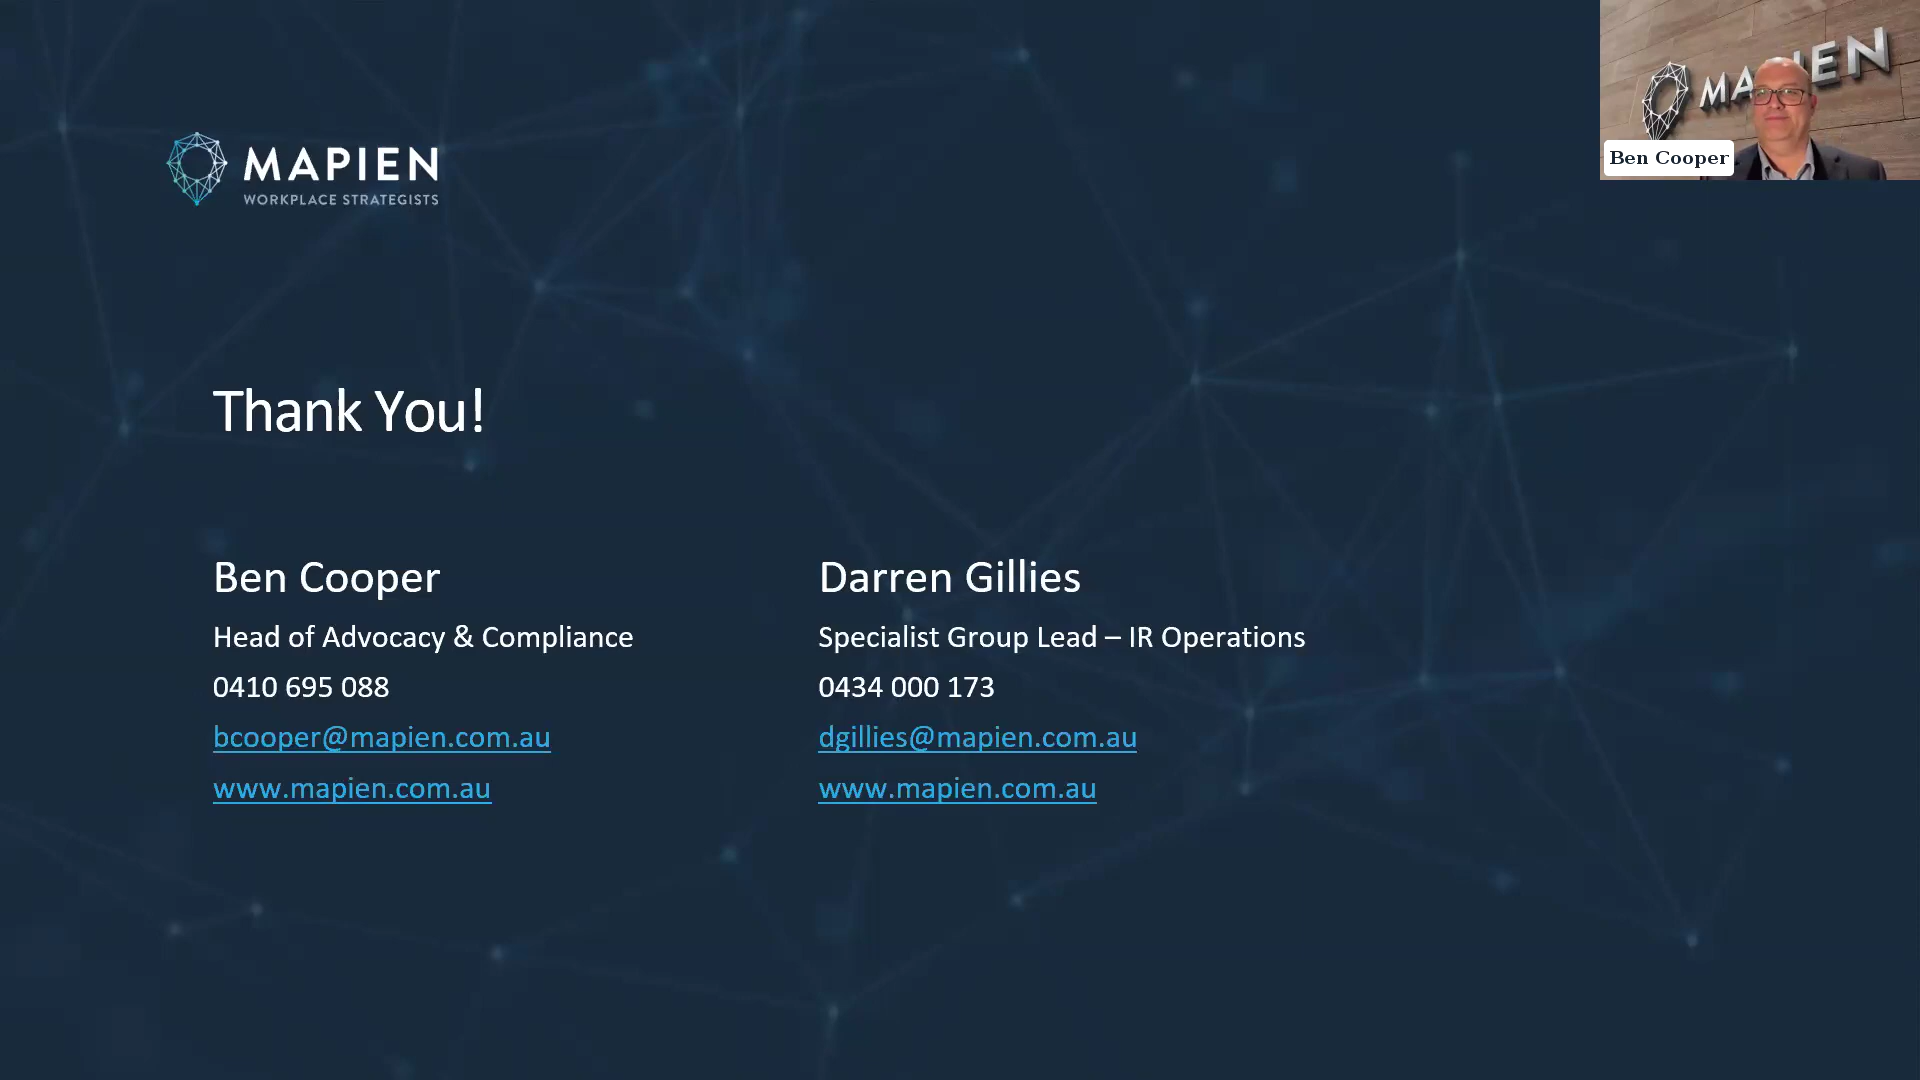 MAPIEN
Ben Cooper
MAPIEN
WORKPLACE STRATEGISTS
Thank You!
Ben Cooper
Head of Advocacy & Compliance
0410 695 088
bcooper@mapien.com.au
www.mapien.com.au
Darren Gillies
Specialist Group Lead – IR Operations
0434 000 173
dgillies@mapien.com.au
www.mapien.com.au